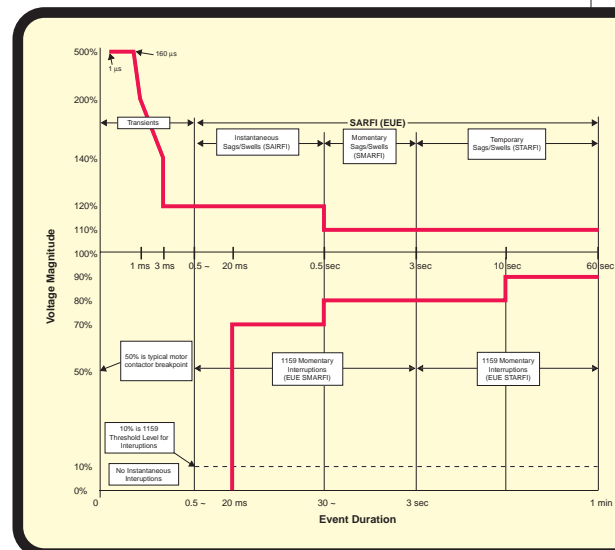 500%
1 µs
160 µs
200%
Transients
SARFI (EUE)
Instantaneous
Sags/Swells (SAIRFI)
Momentary
Sags/Swells
(SMARFI)
Temporary
Sags/Swells (STARFI)
140%
120%
110%
100%
1 ms
3 ms
0.5 ~
20 ms
0.5 sec
3 sec
10 sec
60 sec
90%
80%
70%
Voltage Magnitude
50% is typical motor
contactor breakpoint
50%
1159 Momentary
Interruptions
(EUE SMARFI)
1159 Momentary
Interruptions
(EUE STARFI)
10% is 1159
Threshold Level for
Interuptions
10%
No Instantaneous
Interuptions
0%
0
0.5 ~
20 ms
30 ~
3 sec
1 min
Event Duration